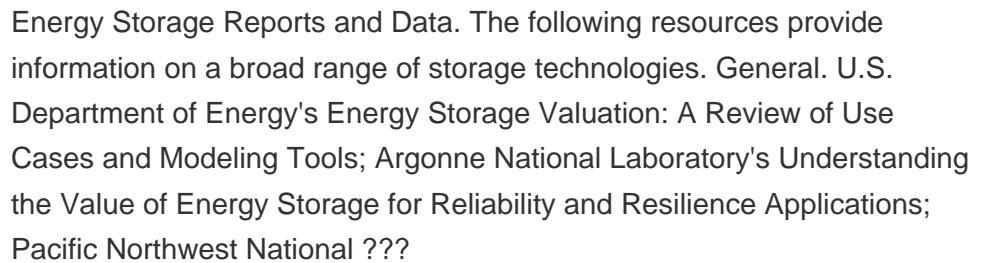 Energy Storage Reports and Data. The following resources provide
information on a broad range of storage technologies. General. U.S.
Department of Energy's Energy Storage Valuation: A Review of Use
Cases and Modeling Tools; Argonne National Laboratory's Understanding
the Value of Energy Storage for Reliability and Resilience Applications;
Pacific Northwest National ???